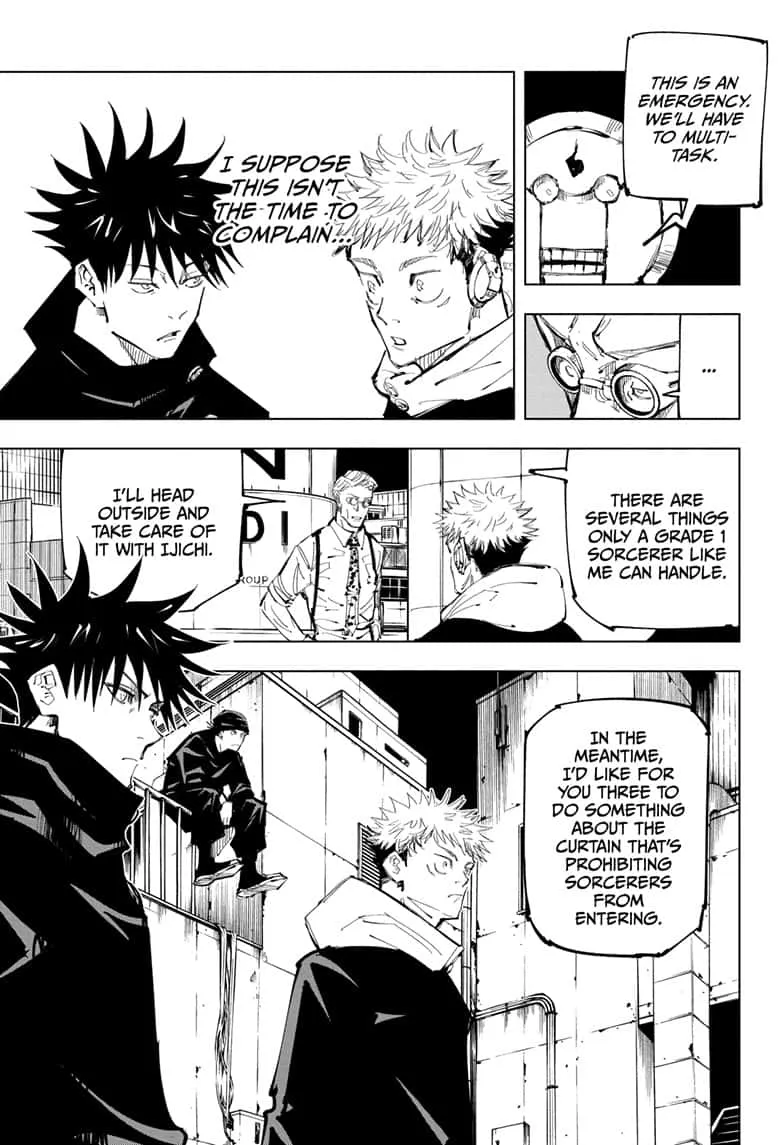 THIS IS AN
EMERGENCY.
WE'LL HAVE
TO MULTI-
TASK.
I SUPPOSE
THIS ISN'T
THE TIME TO
COMPLAIN...
...
THERE ARE
SEVERAL THINGS
ONLY A GRADE 1
SORCERER LIKE
ME CAN HANDLE.
N
DI
GROUP
I'LL HEAD
OUTSIDE AND
TAKE CARE OF
IT WITH IJICHI.
IN THE
MEANTIME,
I'D LIKE FOR
YOU THREE TO
DO SOMETHING
ABOUT THE
CURTAIN THAT'S
PROHIBITING
SORCERERS
FROM
ENTERING.